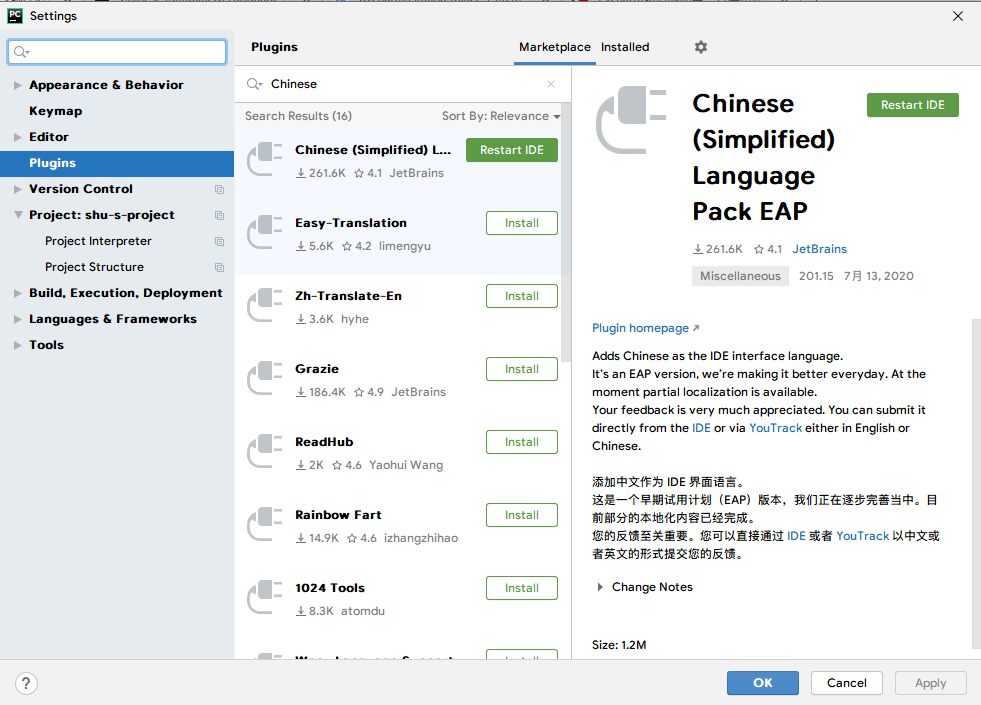 PC Settings
Appearance & Behavior
Keymap
Editor
Plugins
Version Control
Project: shu-s-project
Project Interpreter
Project Structure
Build, Execution, Deployment
Languages & Frameworks
Tools
Plugins
Marketplace
Installed
Chinese
Search Results (16)
Sort By: Relevance
Chinese (Simplified) L...
Restart IDE
261.6K 4.1 JetBrains
Easy-Translation
Install
5.6K 4.2 limengyu
Zh-Translate-En
Install
3.6K hyhe
Grazie
Install
186.4K 4.9 JetBrains
ReadHub
Install
2K 4.6 Yaohui Wang
Rainbow Fart
Install
14.9K 4.6 izhangzhihao
1024 Tools
Install
8.3K atomdu
Chinese
(Simplified)
Language
Pack EAP
Restart IDE
261.6K 4.1 JetBrains
Miscellaneous 201.15 7月 13, 2020
Plugin homepage
Adds Chinese as the IDE interface language.
It's an EAP version, we're making it better everyday. At the
moment partial localization is available.
Your feedback is very much appreciated. You can submit it
directly from the IDE or via YouTrack either in English or
Chinese.
添加中文作为 IDE 界面语言。
这是一个早期试用计划（EAP）版本，我们正在逐步完善当中。目
前部分的本地化内容已经完成。
您的反馈至关重要。您可以直接通过 IDE 或者 YouTrack 以中文或
者英文的形式提交您的反馈。
Change Notes
Size: 1.2M
?
OK
Cancel
Apply